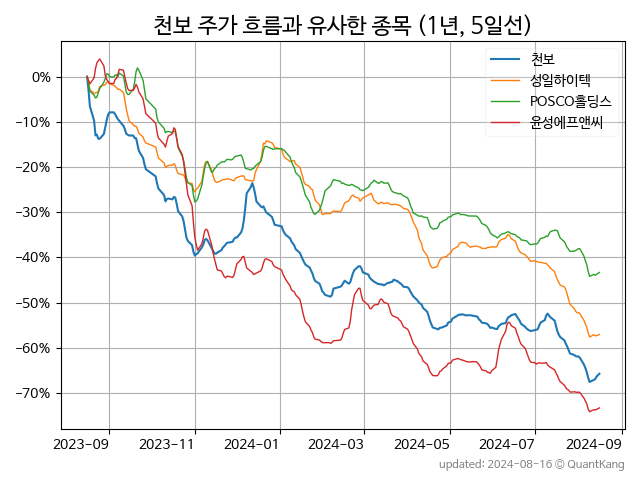 천보 주가 흐름과 유사한 종목 (1년, 5일선)
천보
성일하이텍
POSCO홀딩스
윤성에프앤씨
0%
−10%
−20%
−30%
−40%
−50%
−60%
−70%
2023−09
2023−11
2024−01
2024−03
2024−05
2024−07
2024−09
updated: 2024-08-16 © QuantKang